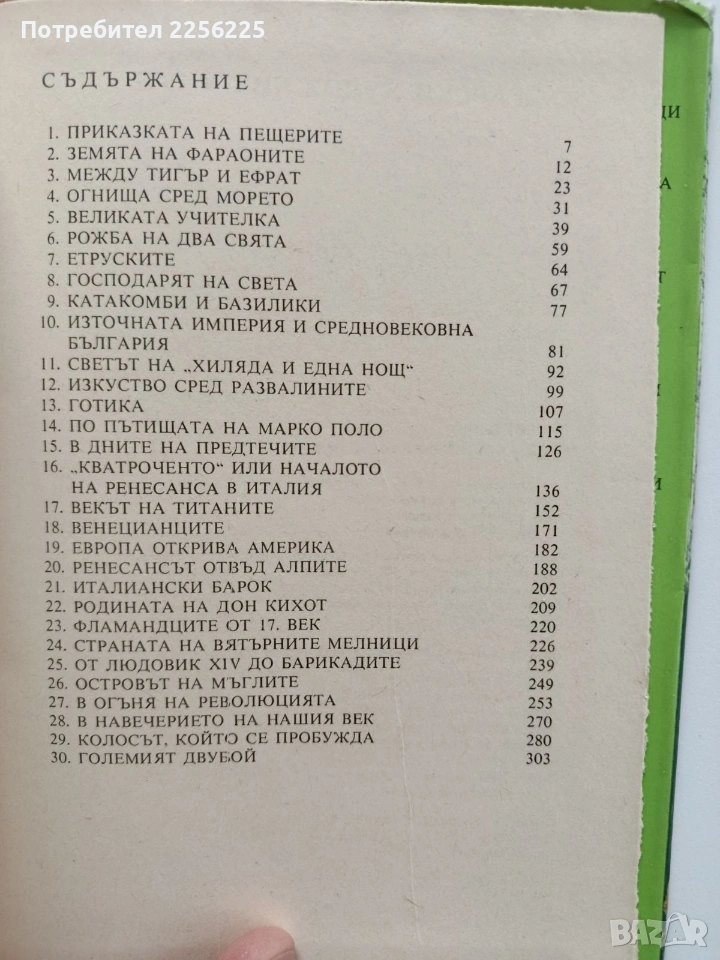 Потребител 2256225
СЪДЪРЖАНИЕ
1. ПРИКАЗКАТА НА ПЕЩЕРИТЕ 7
2. ЗЕМЯТА НА ФАРАОНИТЕ 12
3. МЕЖДУ ТИГЪР И ЕФРАТ 23
4. ОГНИЩА СРЕД МОРЕТО 31
5. ВЕЛИКАТА УЧИТЕЛКА 39
6. РОЖБА НА ДВА СВЯТА 59
7. ЕТРУСКИТЕ 64
8. ГОСПОДАРЯТ НА СВЕТА 67
9. КАТАКОМБИ И БАЗИЛИКИ 77
10. ИЗТОЧНАТА ИМПЕРИЯ И СРЕДНОВЕКОВНА
БЪЛГАРИЯ 81
11. СВЕТЪТ НА „ХИЛЯДА И ЕДНА НОЩ“ 92
12. ИЗКУСТВО СРЕД РАЗВАЛИНИТЕ 99
13. ГОТИКА 107
14. ПО ПЪТИЩАТА НА МАРКО ПОЛО 115
15. В ДНИТЕ НА ПРЕДТЕЧИТЕ 126
16. „КВАТРОЧЕНТО“ ИЛИ НАЧАЛОТО
НА РЕНЕСАНСА В ИТАЛИЯ 136
17. ВЕКЪТ НА ТИТАНИТЕ 152
18. ВЕНЕЦИАНЦИТЕ 171
19. ЕВРОПА ОТКРИВА АМЕРИКА 182
20. РЕНЕСАНСЪТ ОТВЪД АЛПИТЕ 188
21. ИТАЛИАНСКИ БАРОК 202
22. РОДИНАТА НА ДОН КИХОТ 209
23. ФЛАМАНДЦИТЕ ОТ 17. ВЕК 220
24. СТРАНАТА НА ВЯТЪРНИТЕ МЕЛНИЦИ 226
25. ОТ ЛЮДОВИК XIV ДО БАРИКАДИТЕ 239
26. ОСТРОВЪТ НА МЪГЛИТЕ 249
27. В ОГЪНЯ НА РЕВОЛЮЦИЯТА 253
28. В НАВЕЧЕРИЕТО НА НАШИЯ ВЕК 270
29. КОЛОСЪТ, КОЙТО СЕ ПРОБУЖДА 280
30. ГОЛЕМИЯТ ДВУБОЙ 303
BAZAR